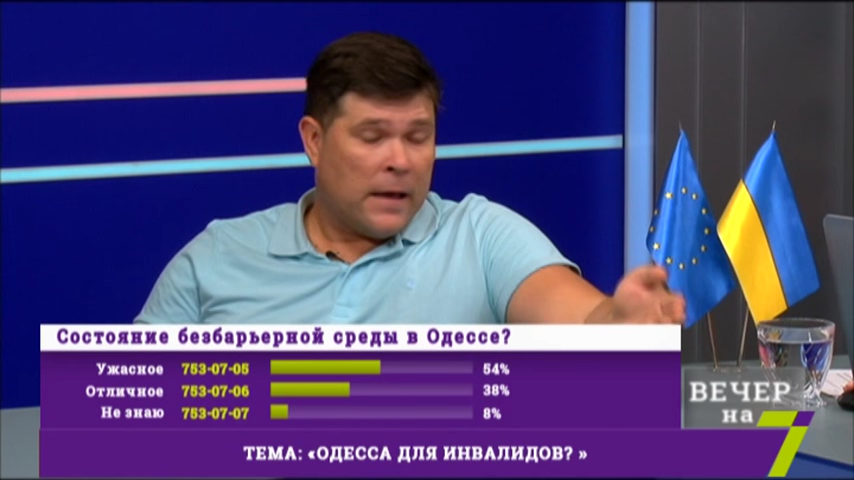 Состояние безбарьерной среды в Одессе?
Ужасное 753-07-05 54%
Отличное 753-07-06 38%
Не знаю 753-07-07 8%
ВЕЧЕР
на 7
ТЕМА: «ОДЕССА ДЛЯ ИНВАЛИДОВ? »